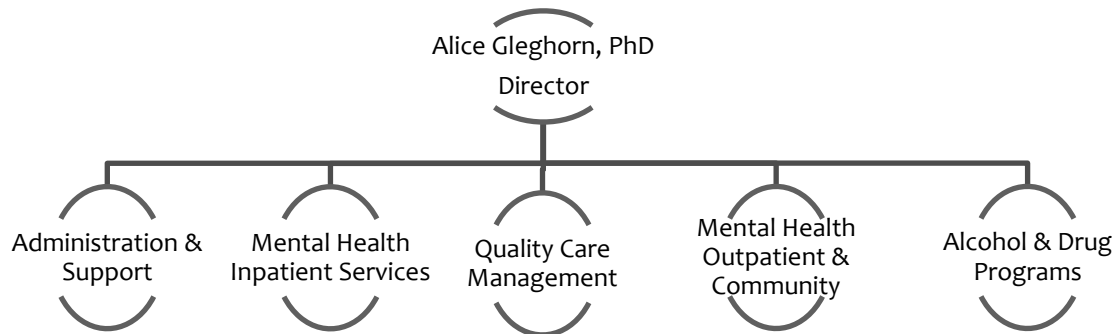 Alice Gleghorn, PhD
Director
Administration &
Support
Mental Health
Inpatient Services
Quality Care
Management
Mental Health
Outpatient &
Community
Alcohol & Drug
Programs